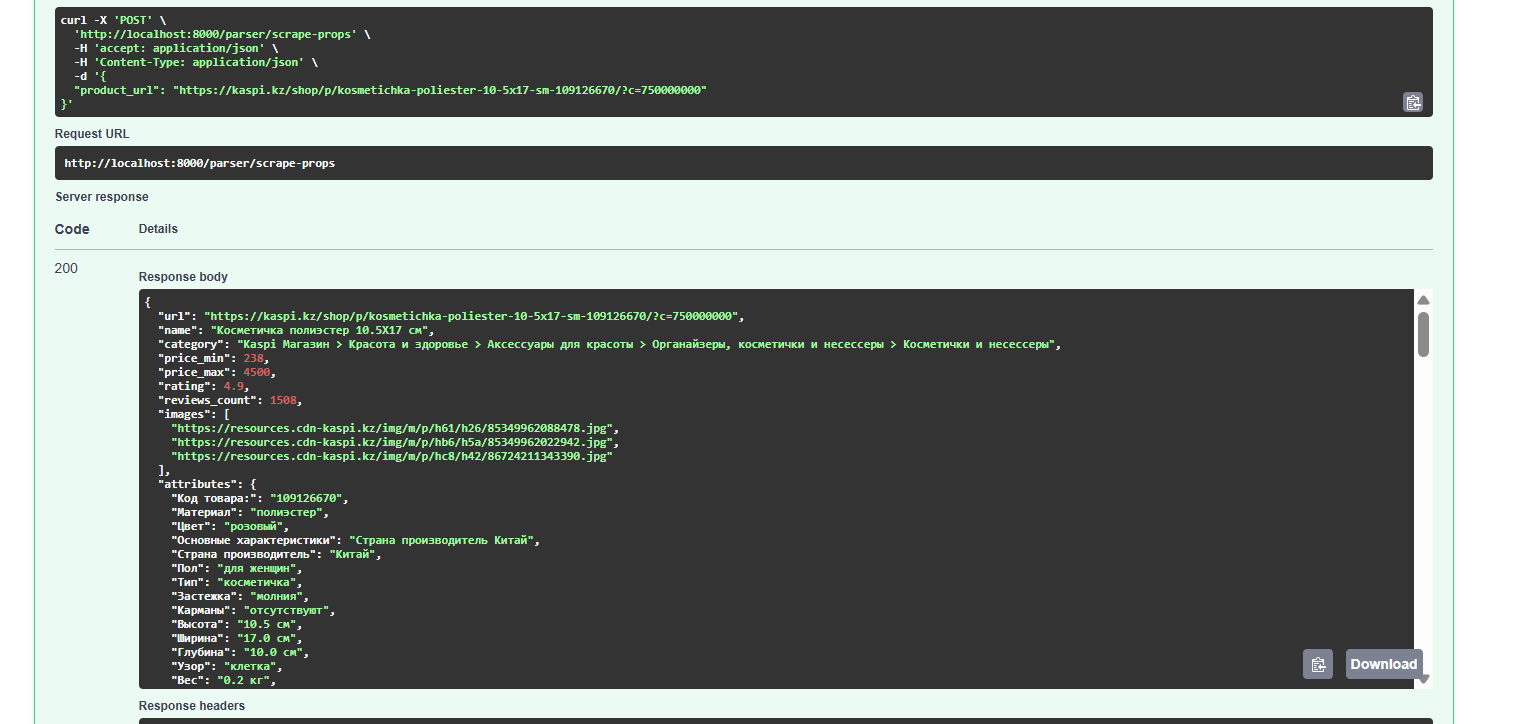 curl -X 'POST' \
'http://localhost:8000/parser/scrape-props' \
-H 'accept: application/json' \
-H 'Content-Type: application/json' \
-d '{
"product_url": "https://kaspi.kz/shop/p/kosmetichka-poliester-10-5x17-sm-109126670/?c=750000000"
}'
Request URL
http://localhost:8000/parser/scrape-props
Server response
Code Details
200
Response body
{
"url": "https://kaspi.kz/shop/p/kosmetichka-poliester-10-5x17-sm-109126670/?c=750000000",
"name": "Косметичка полиэстер 10.5X17 см",
"category": "Kaspi Магазин > Красота и здоровье > Аксессуары для красоты > Органайзеры, косметички и несессеры > Косметички и несессеры",
"price_min": 238,
"price_max": 4500,
"rating": 4.9,
"reviews_count": 1508,
"images": [
"https://resources.cdn-kaspi.kz/img/m/p/h61/h26/85349962088478.jpg",
"https://resources.cdn-kaspi.kz/img/m/p/hb6/h5a/85349962022942.jpg",
"https://resources.cdn-kaspi.kz/img/m/p/hc8/h42/86724211343390.jpg"
],
"attributes": {
"Код товара:": "109126670",
"Материал": "полиэстер",
"Цвет": "розовый",
"Основные характеристики": "Страна производитель Китай",
"Страна производитель": "Китай",
"Пол": "для женщин",
"Тип": "косметичка",
"Застежка": "молния",
"Карманы": "отсутствуют",
"Высота": "10.5 см",
"Ширина": "17.0 см",
"Глубина": "10.0 см",
"Узор": "клетка",
"Вес": "0.2 кг",
Download
Response headers